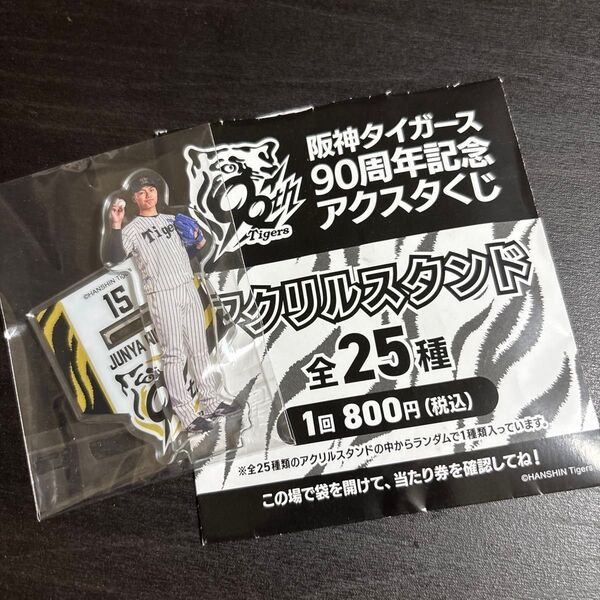 阪神タイガース
90周年記念
アクスタくじ
90th
Tigers
アクリルスタンド
全25種
1回 800円(税込)
※全25種類のアクリルスタンドの中からランダムで1種類入っています。
この場で袋を開けて、当たり券を確認してね!
©HANSHIN Tigers
Tigers
©HANSHIN Tigers
15
JUNYA
90th